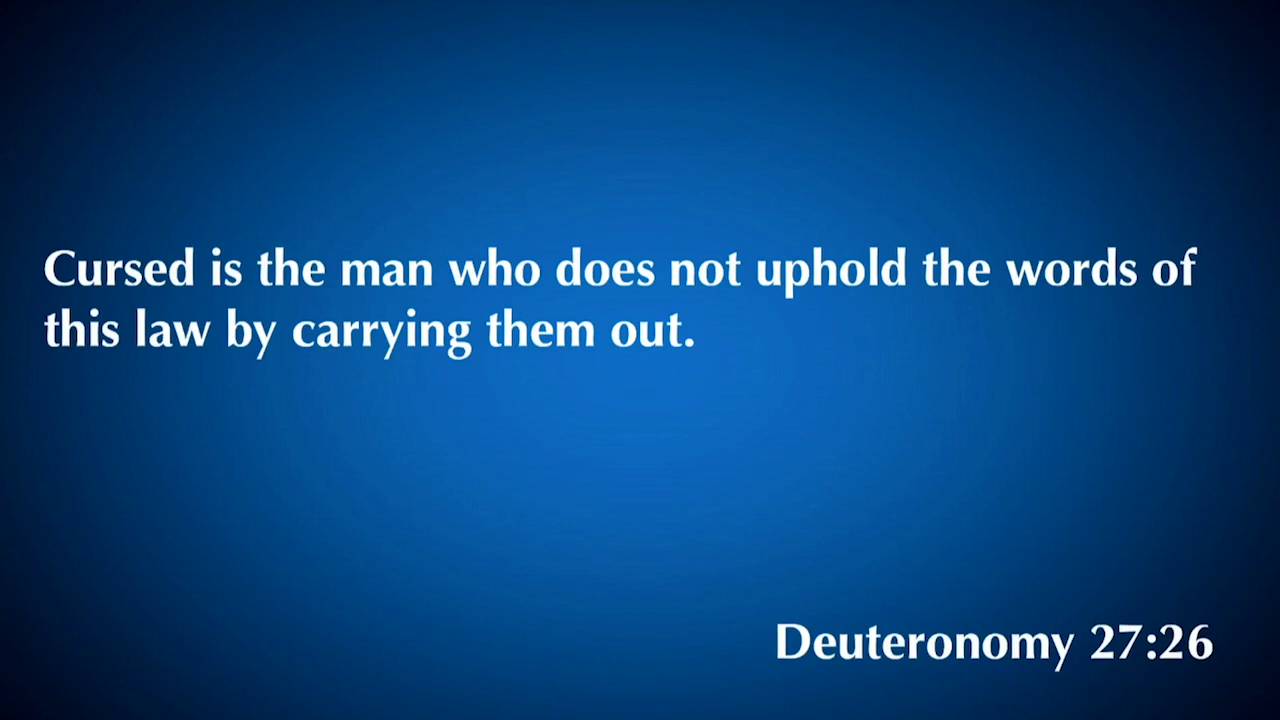 Cursed is the man who does not uphold the words of
this law by carrying them out.
Deuteronomy 27:26